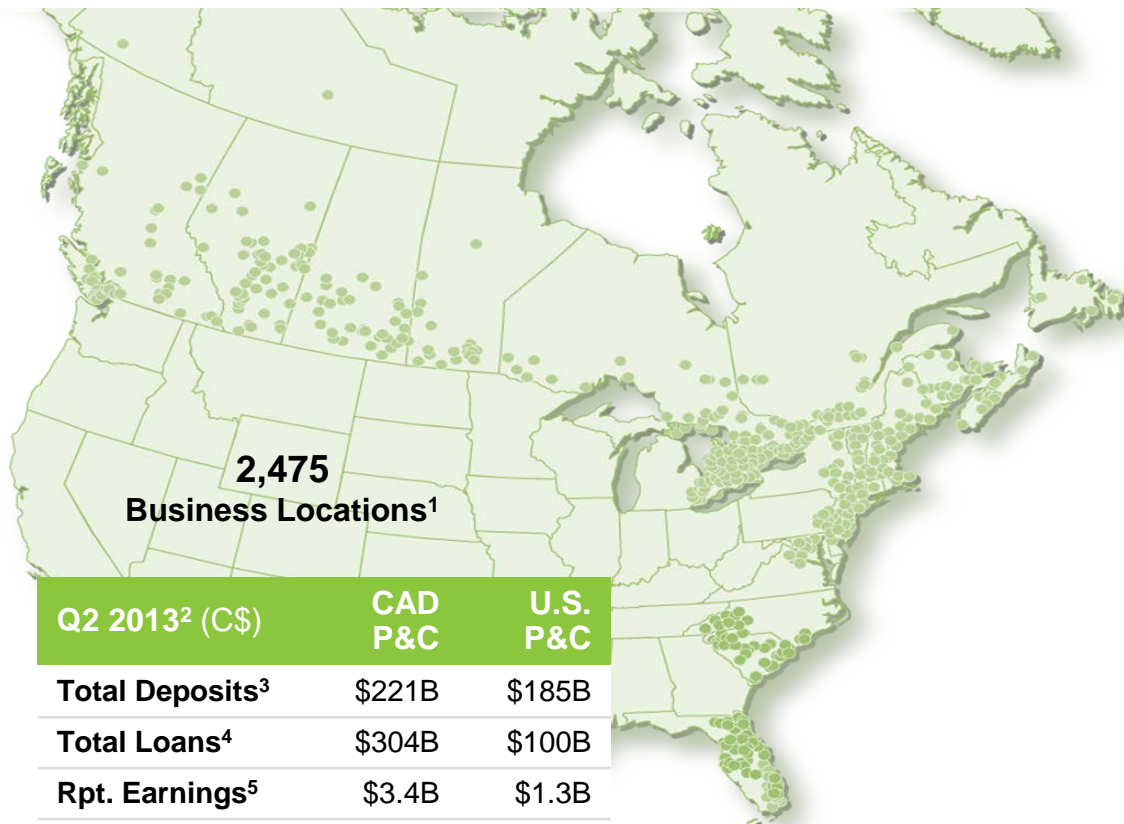 2,475
Business Locations¹
Q2 2013² (C$) CAD P&C U.S. P&C
Total Deposits³ $221B $185B
Total Loans⁴ $304B $100B
Rpt. Earnings⁵ $3.4B $1.3B